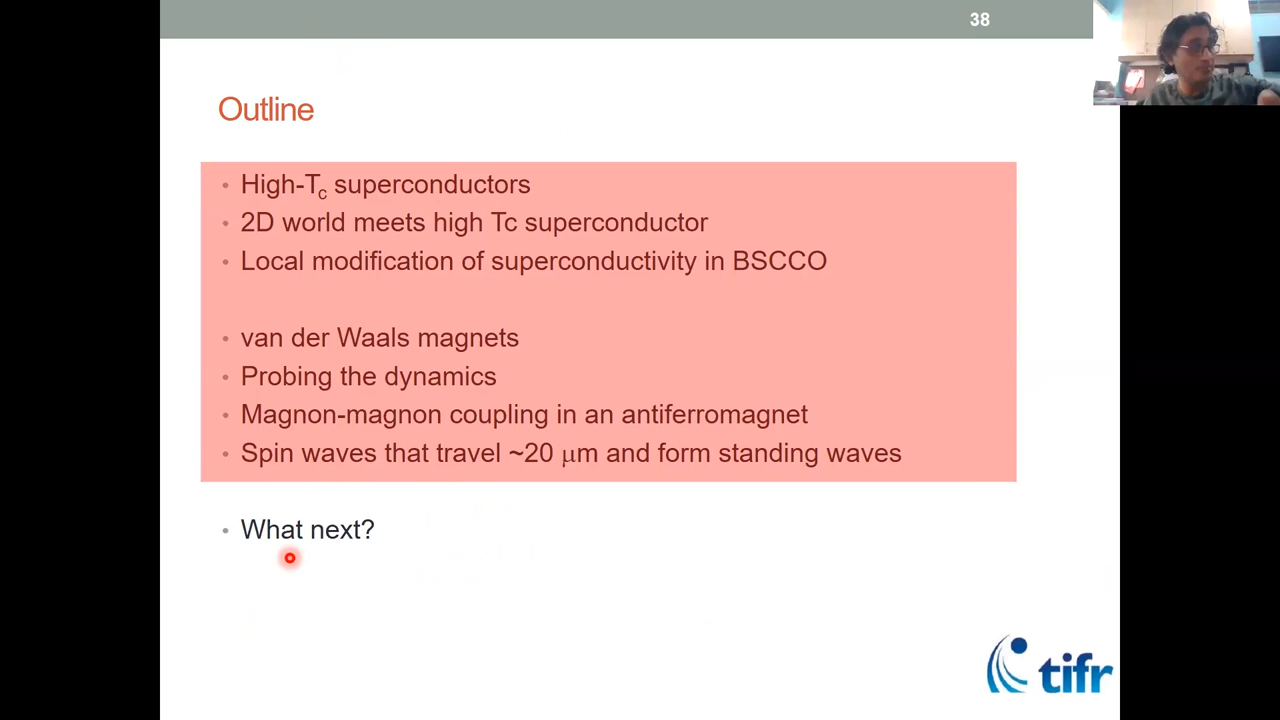 38
Outline
• High-Tc superconductors
• 2D world meets high Tc superconductor
• Local modification of superconductivity in BSCCO
• van der Waals magnets
• Probing the dynamics
• Magnon-magnon coupling in an antiferromagnet
• Spin waves that travel ~20 μm and form standing waves
• What next?
tifr